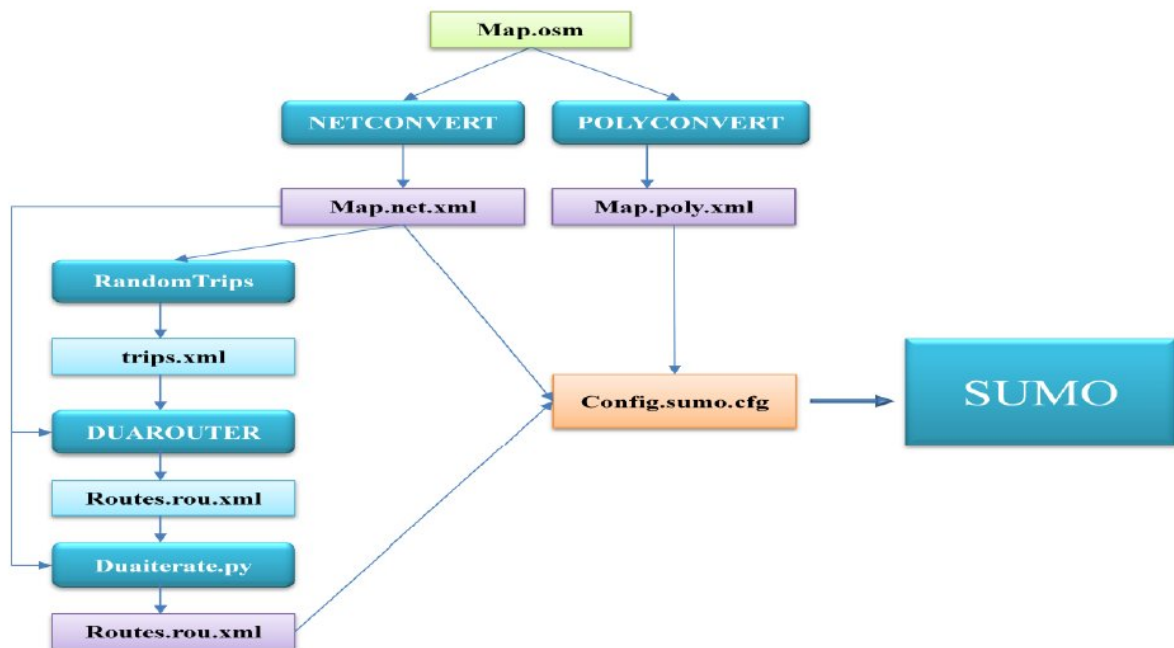 Map.osm
NETCONVERT
POLYCONVERT
Map.net.xml
Map.poly.xml
RandomTrips
trips.xml
DUAROUTER
Routes.rou.xml
Duaiterate.py
Routes.rou.xml
Config.sumo.cfg
SUMO